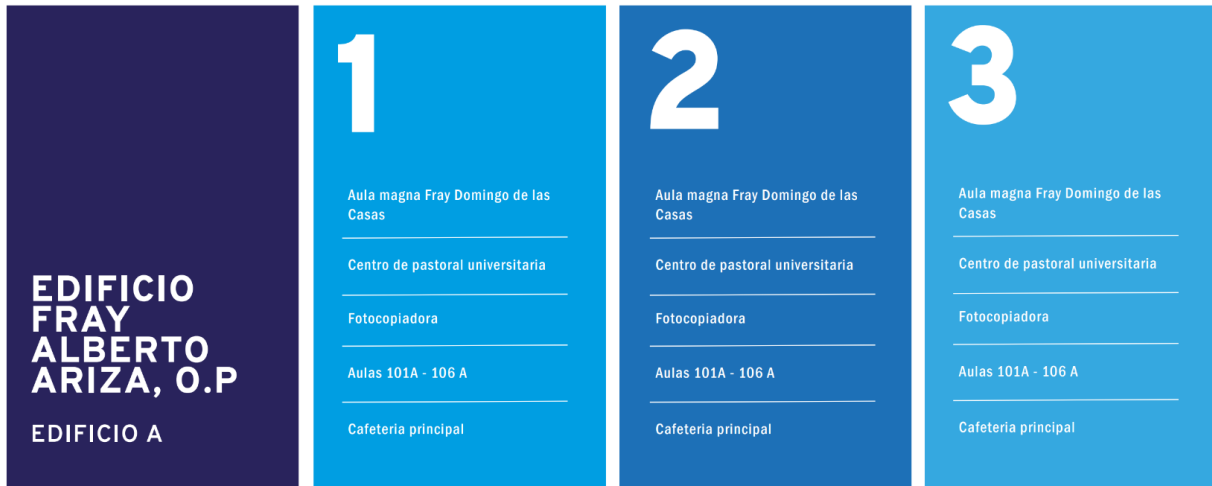 EDIFICIO
FRAY
ALBERTO
ARIZA, O.P
EDIFICIO A
1
Aula magna Fray Domingo de las
Casas
Centro de pastoral universitaria
Fotocopiadora
Aulas 101A - 106 A
Cafeteria principal
2
Aula magna Fray Domingo de las
Casas
Centro de pastoral universitaria
Fotocopiadora
Aulas 101A - 106 A
Cafeteria principal
3
Aula magna Fray Domingo de las
Casas
Centro de pastoral universitaria
Fotocopiadora
Aulas 101A - 106 A
Cafeteria principal